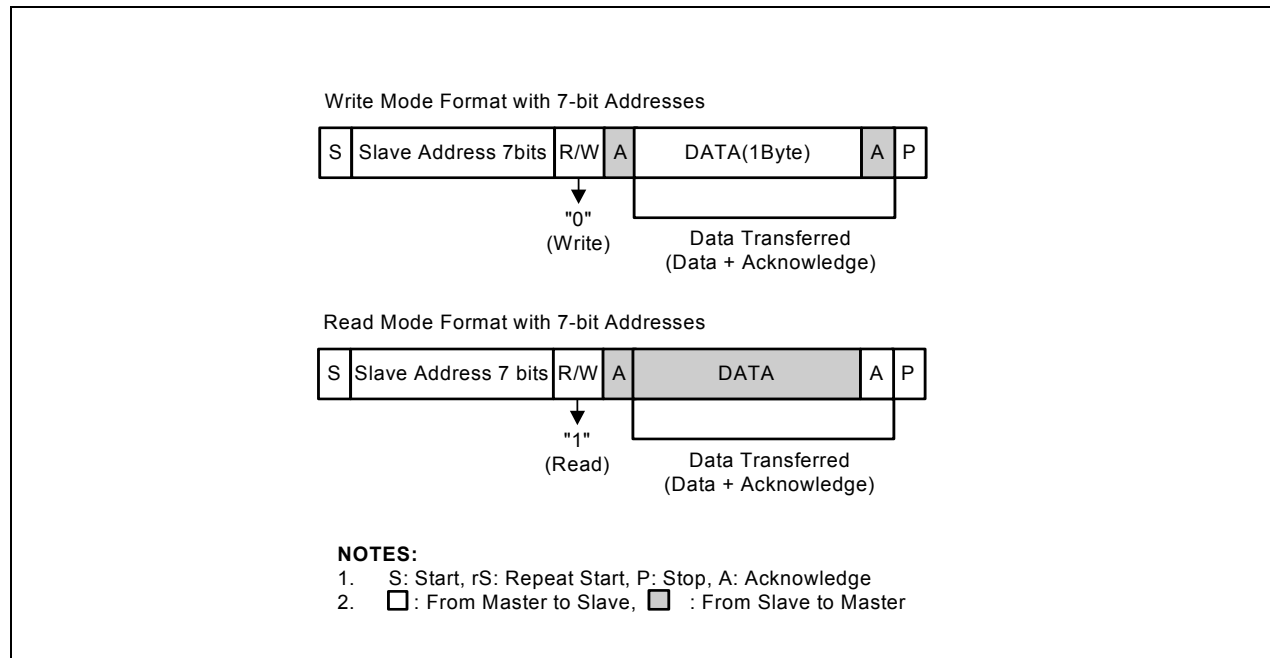 Write Mode Format with 7-bit Addresses
S Slave Address 7bits R/W A DATA(1Byte) A P
"0"
(Write)
Data Transferred
(Data + Acknowledge)
Read Mode Format with 7-bit Addresses
S Slave Address 7 bits R/W A DATA A P
"1"
(Read)
Data Transferred
(Data + Acknowledge)
NOTES:
1. S: Start, rS: Repeat Start, P: Stop, A: Acknowledge
2. : From Master to Slave, : From Slave to Master